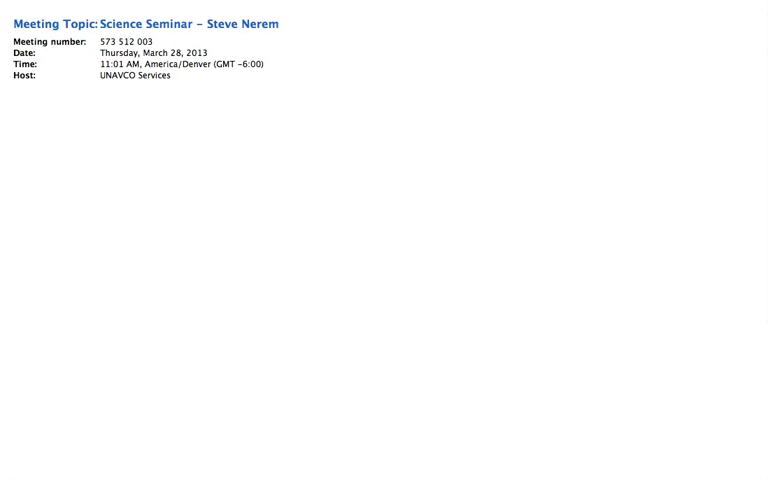 Meeting Topic: Science Seminar - Steve Nerem
Meeting number: 573 512 003
Date: Thursday, March 28, 2013
Time: 11:01 AM, America/Denver (GMT -6:00)
Host: UNAVCO Services